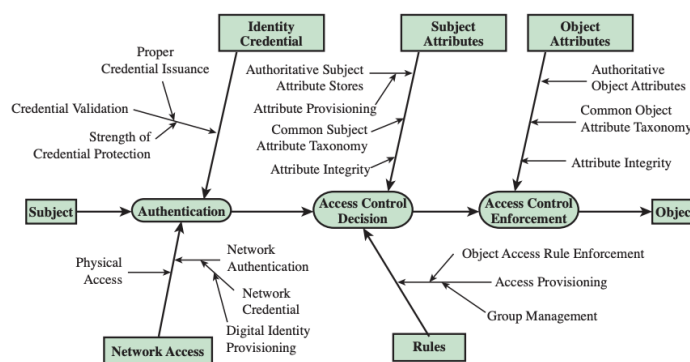 Identity
Credential
Subject
Attributes
Object
Attributes
Proper
Credential Issuance
Credential Validation
Strength of
Credential Protection
Authoritative Subject
Attribute Stores
Attribute Provisioning
Common Subject
Attribute Taxonomy
Attribute Integrity
Authoritative
Object Attributes
Common Object
Attribute Taxonomy
Attribute Integrity
Subject
Authentication
Access Control
Decision
Access Control
Enforcement
Object
Physical
Access
Network
Authentication
Network
Credential
Digital Identity
Provisioning
Object Access Rule Enforcement
Access Provisioning
Group Management
Network Access
Rules